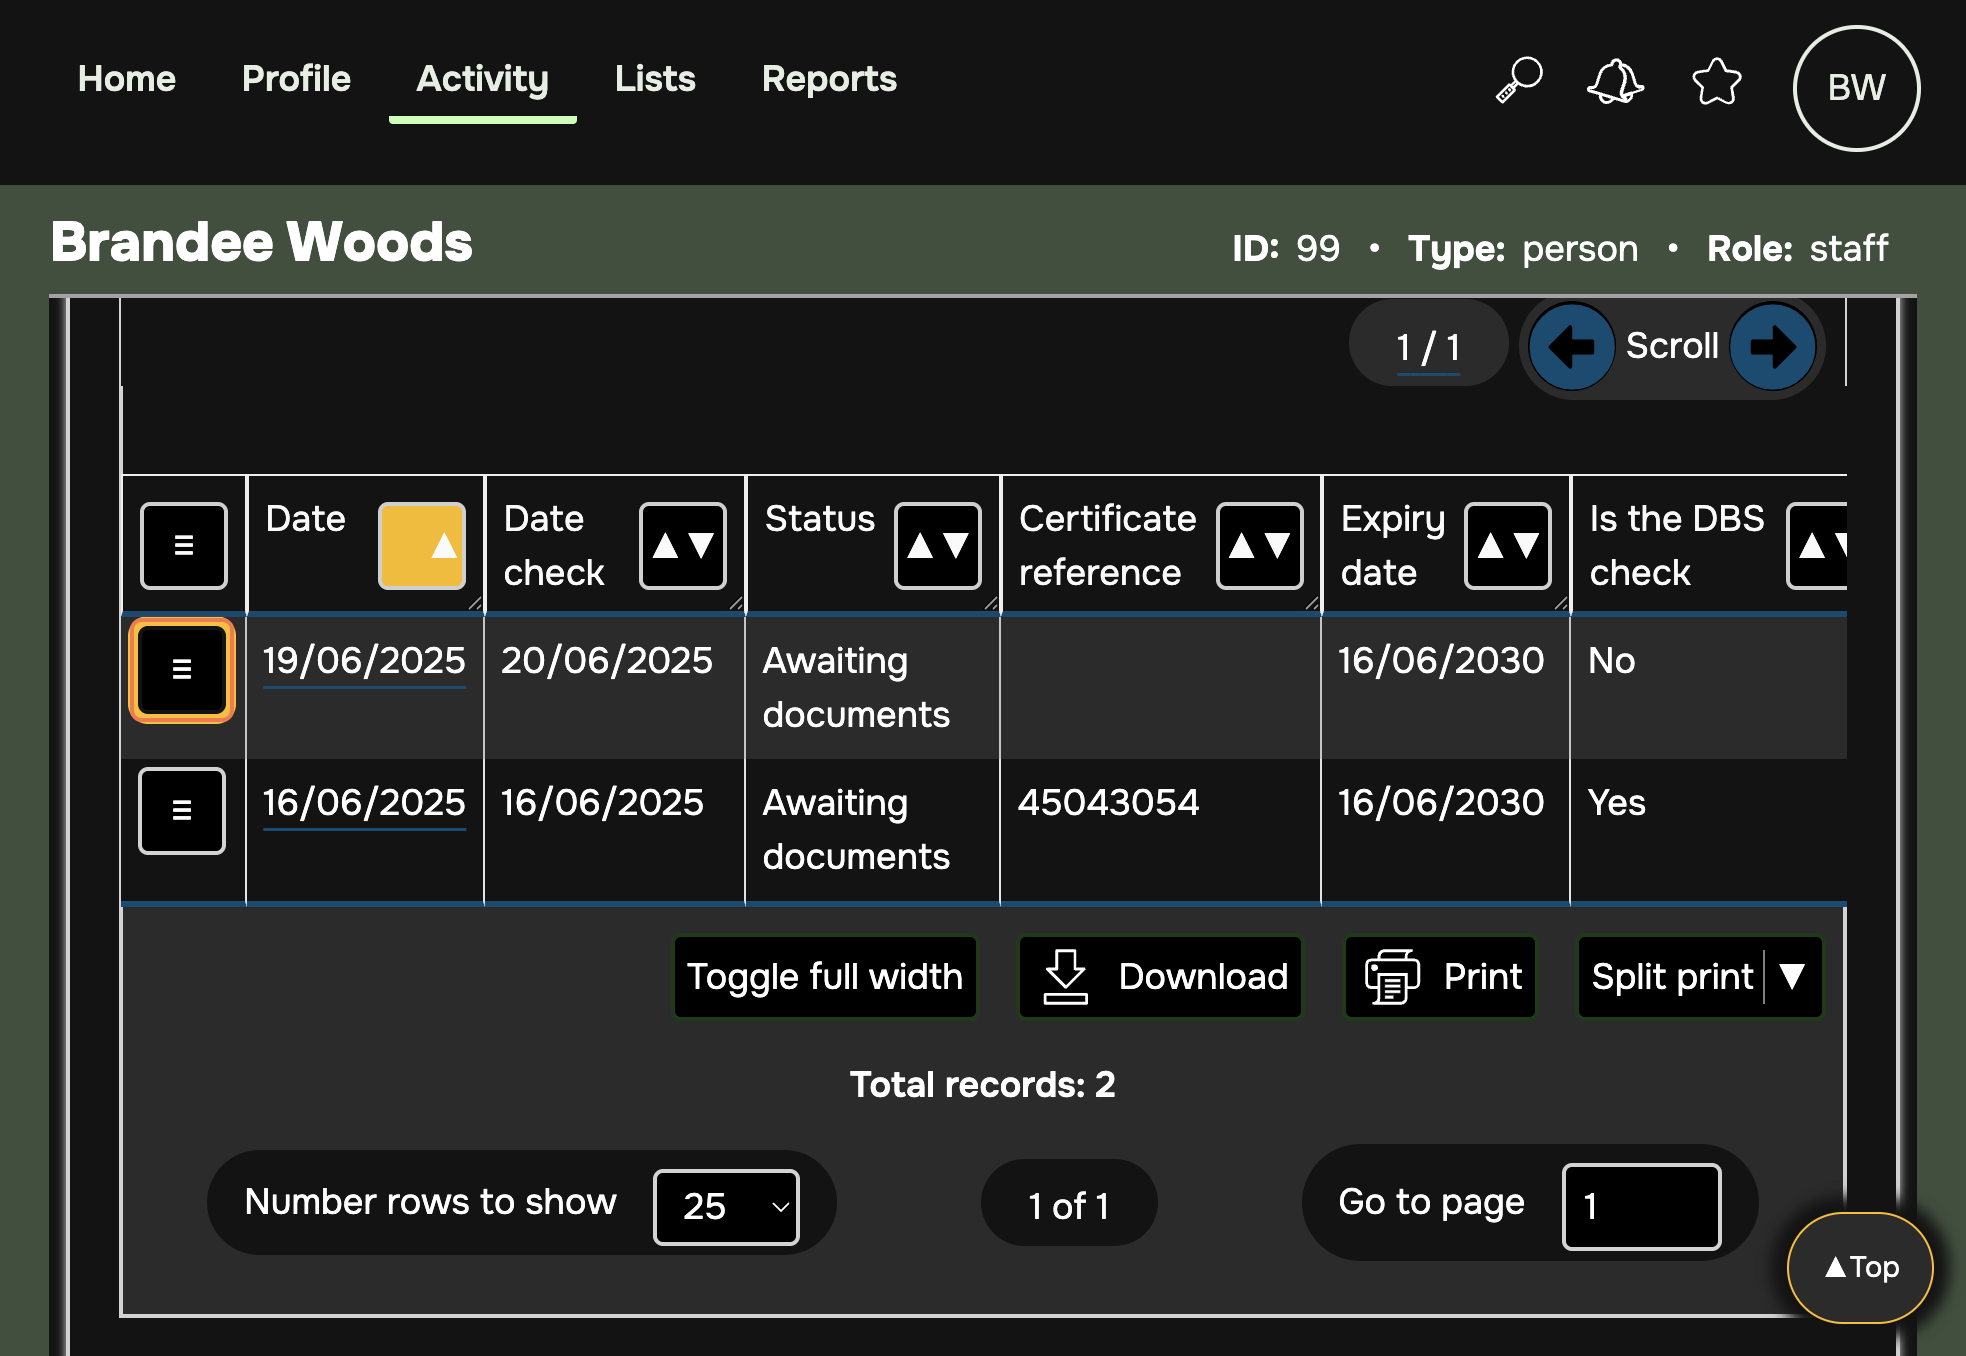 Home Profile Activity Lists Reports BW
Brandee Woods ID: 99 • Type: person • Role: staff
1 / 1 Scroll
Date Date check Status Certificate reference Expiry date Is the DBS check
19/06/2025 20/06/2025 Awaiting documents 16/06/2030 No
16/06/2025 16/06/2025 Awaiting documents 45043054 16/06/2030 Yes
Toggle full width Download Print Split print ▼
Total records: 2
Number rows to show 25 1 of 1 Go to page 1
▲Top